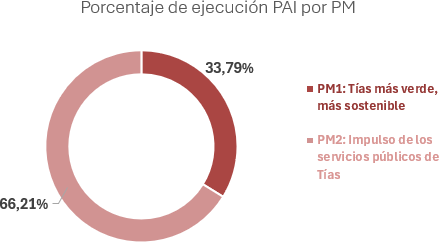 Porcentaje de ejecución PAI por PM
33,79%
PM1: Tías más verde,
más sostenible
PM2: Impulso de los
servicios públicos de
Tías
66,21%